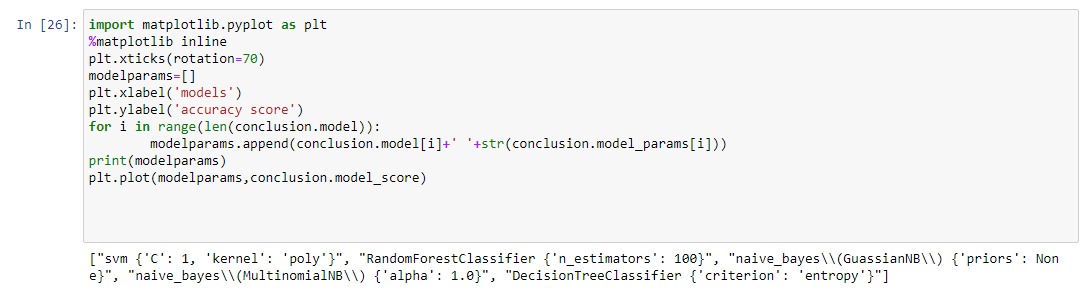 In [26]: import matplotlib.pyplot as plt
%matplotlib inline
plt.xticks(rotation=70)
modelparams=[]
plt.xlabel('models')
plt.ylabel('accuracy score')
for i in range(len(conclusion.model)):
        modelparams.append(conclusion.model[i]+' '+str(conclusion.model_params[i]))
print(modelparams)
plt.plot(modelparams,conclusion.model_score)
["svm {'C': 1, 'kernel': 'poly'}", "RandomForestClassifier {'n_estimators': 100}", "naive_bayes\\(GuassianNB\\) {'priors': Non
e}", "naive_bayes\\(MultinomialNB\\) {'alpha': 1.0}", "DecisionTreeClassifier {'criterion': 'entropy'}"]